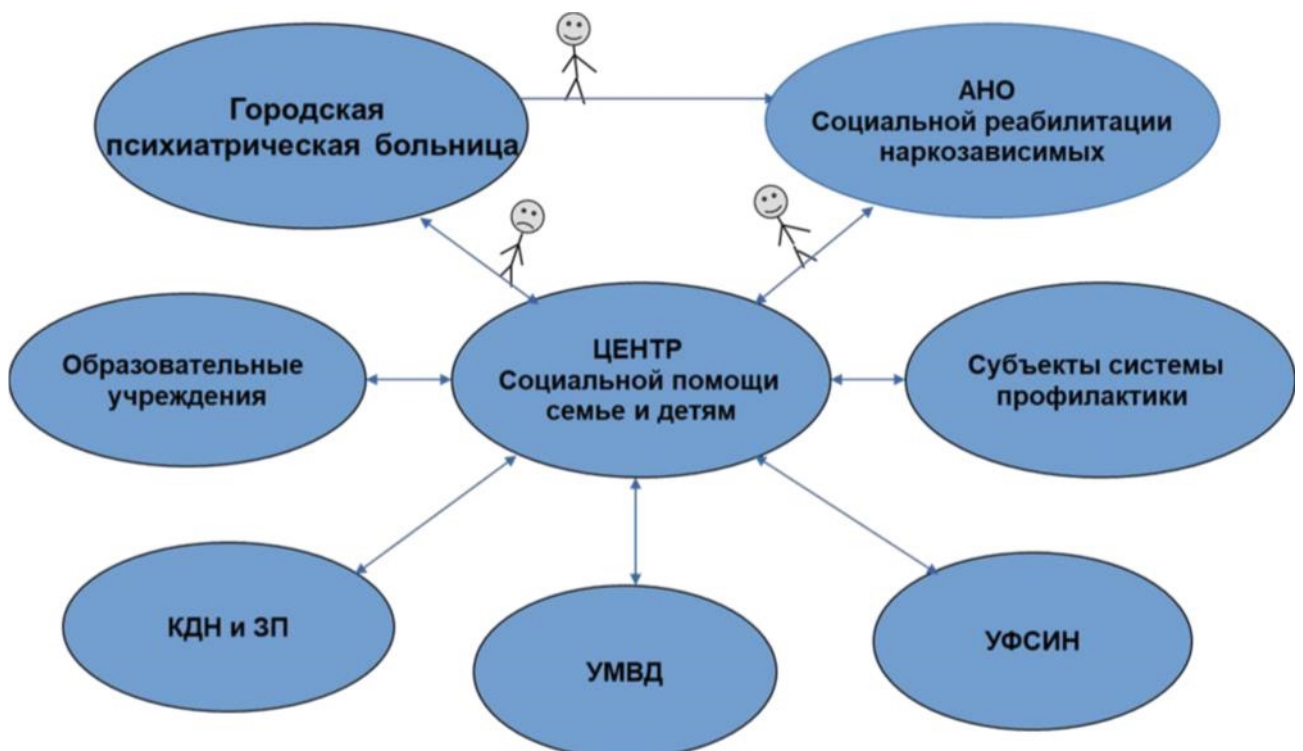 Городская
психиатрическая больница
АНО
Социальной реабилитации
наркозависимых
Образовательные
учреждения
ЦЕНТР
Социальной помощи
семье и детям
Субъекты системы
профилактики
КДН и ЗП
УМВД
УФСИН